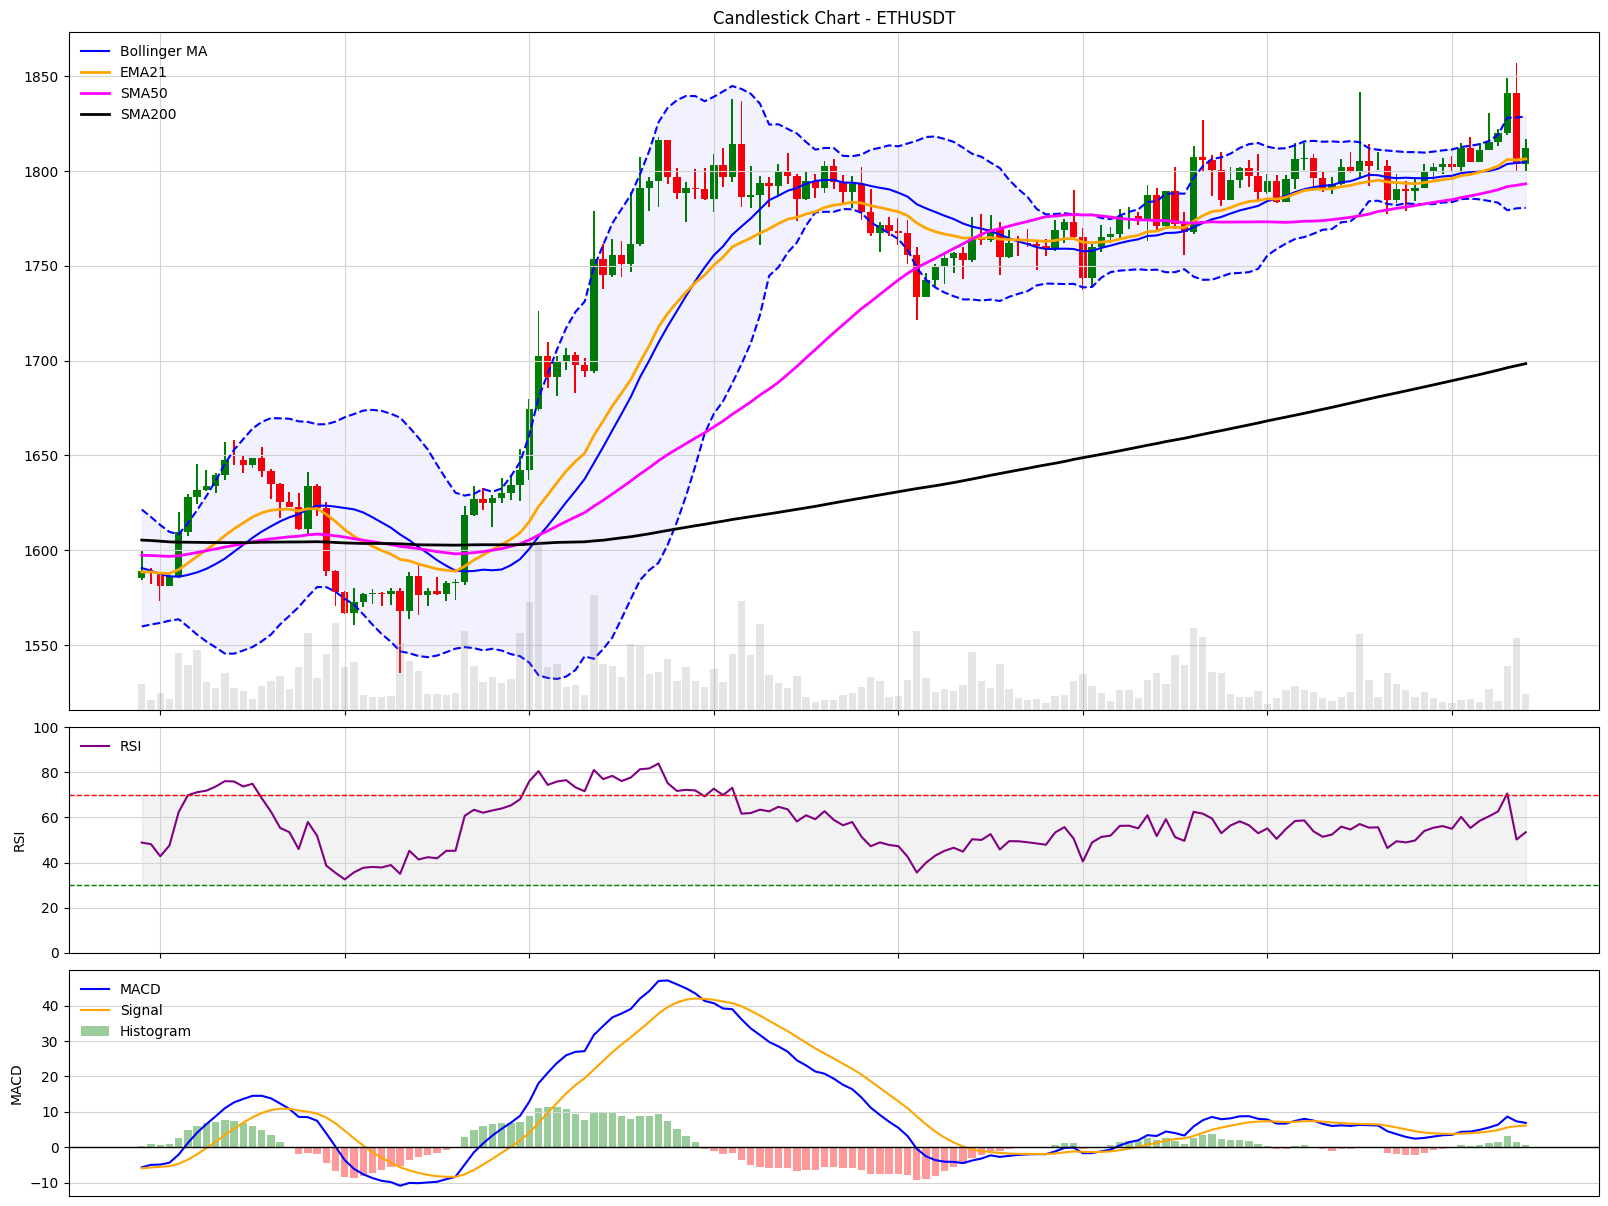 Candlestick Chart - ETHUSDT
Bollinger MA
EMA21
SMA50
SMA200
1850
1800
1750
1700
1650
1600
1550
RSI
100
80
60
40
20
0
RSI
MACD
Signal
Histogram
40
30
20
10
0
−10
MACD